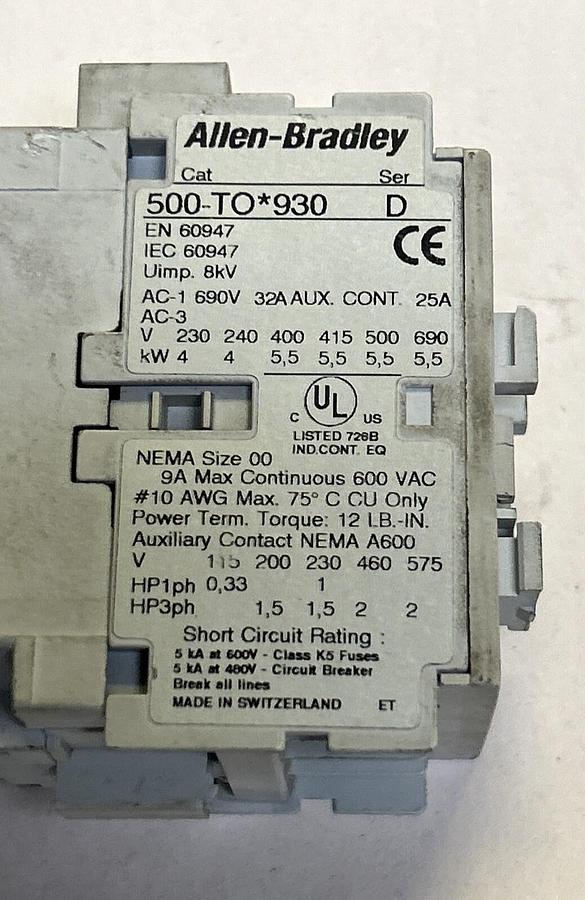 Allen-Bradley
Cat Ser
500-TO*930 D
EN 60947
IEC 60947
Uimp. 8kV
CE
AC-1 690V 32A AUX. CONT. 25A
AC-3
V 230 240 400 415 500 690
kW 4 4 5,5 5,5 5,5 5,5
C UL US
LISTED 726B
IND.CONT. EQ
NEMA Size 00
9A Max Continuous 600 VAC
#10 AWG Max. 75° C CU Only
Power Term. Torque: 12 LB.-IN.
Auxiliary Contact NEMA A600
V 115 200 230 460 575
HP1ph 0,33 1
HP3ph 1,5 1,5 2 2
Short Circuit Rating :
5 kA at 600V - Class K5 Fuses
5 kA at 480V - Circuit Breaker
Break all lines
MADE IN SWITZERLAND ET